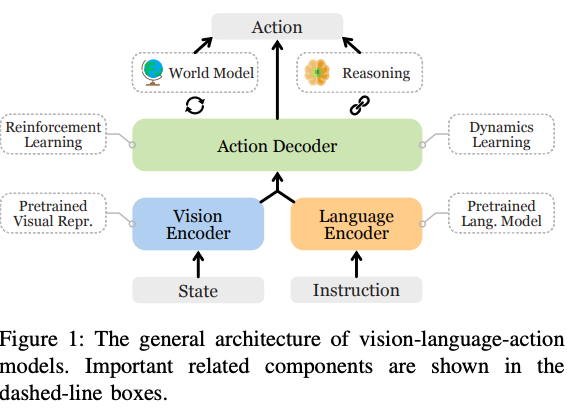 Action
World Model
Reasoning
Reinforcement
Learning
Action Decoder
Dynamics
Learning
Pretrained
Visual Repr.
Vision
Encoder
Language
Encoder
Pretrained
Lang. Model
State
Instruction
Figure 1: The general architecture of vision-language-action
models. Important related components are shown in the
dashed-line boxes.